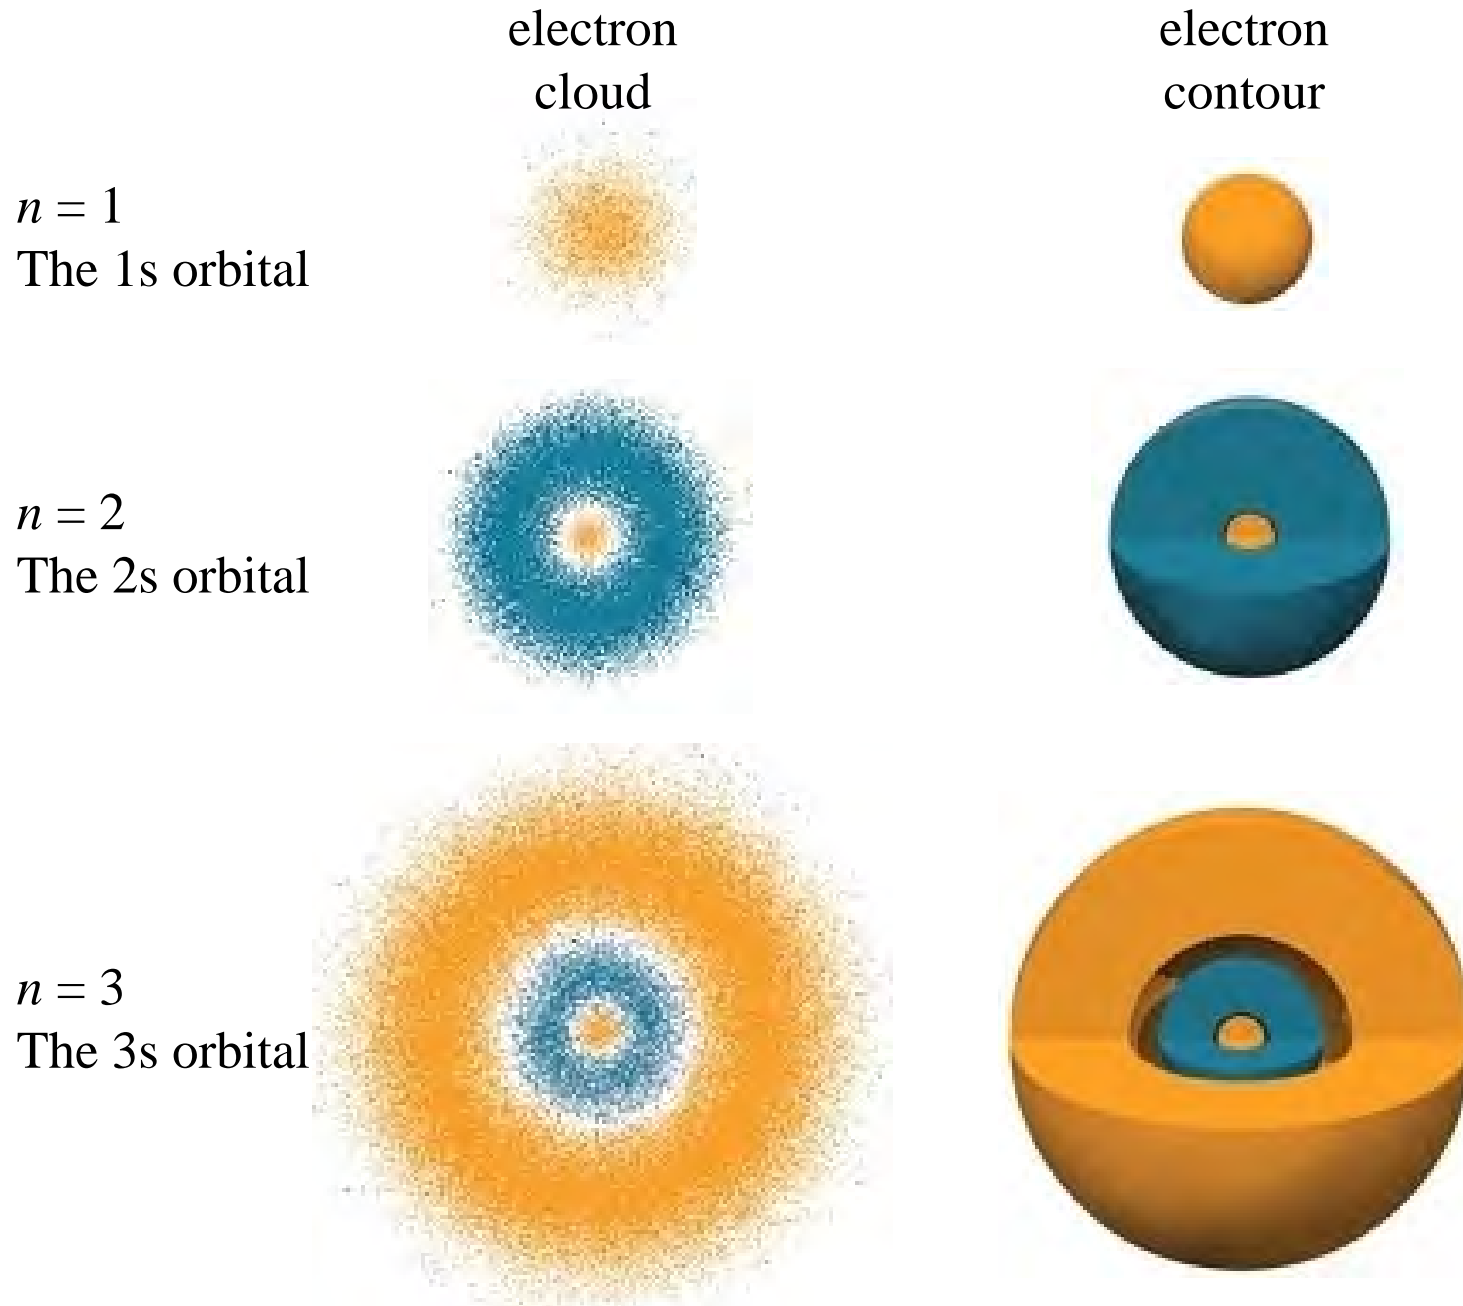 electron
cloud
electron
contour
n = 1
The 1s orbital
n = 2
The 2s orbital
n = 3
The 3s orbital